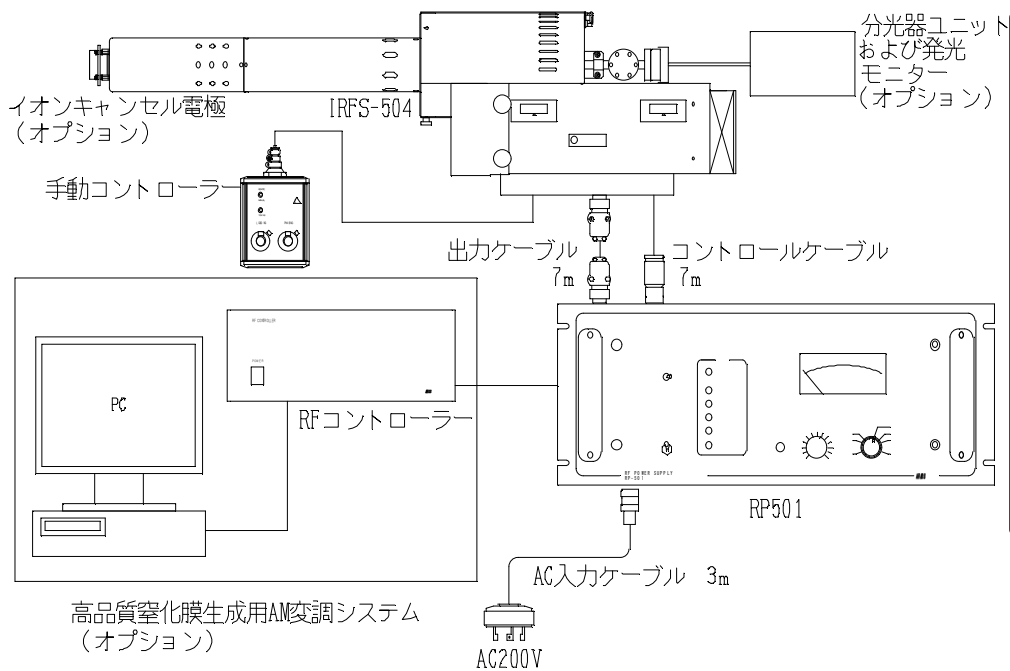 分光器ユニット
および発光
モニター
(オプション)
イオンキャンセル電極
(オプション)
IRFS-504
手動コントローラー
出力ケーブル
7m
コントロールケーブル
7m
RF CONTROLLER
POWER
PC
RFコントローラー
RF POWER SUPPLY
RP-501
RP501
AC入力ケーブル 3m
高品質窒化膜生成用AM変調システム
(オプション)
AC200V